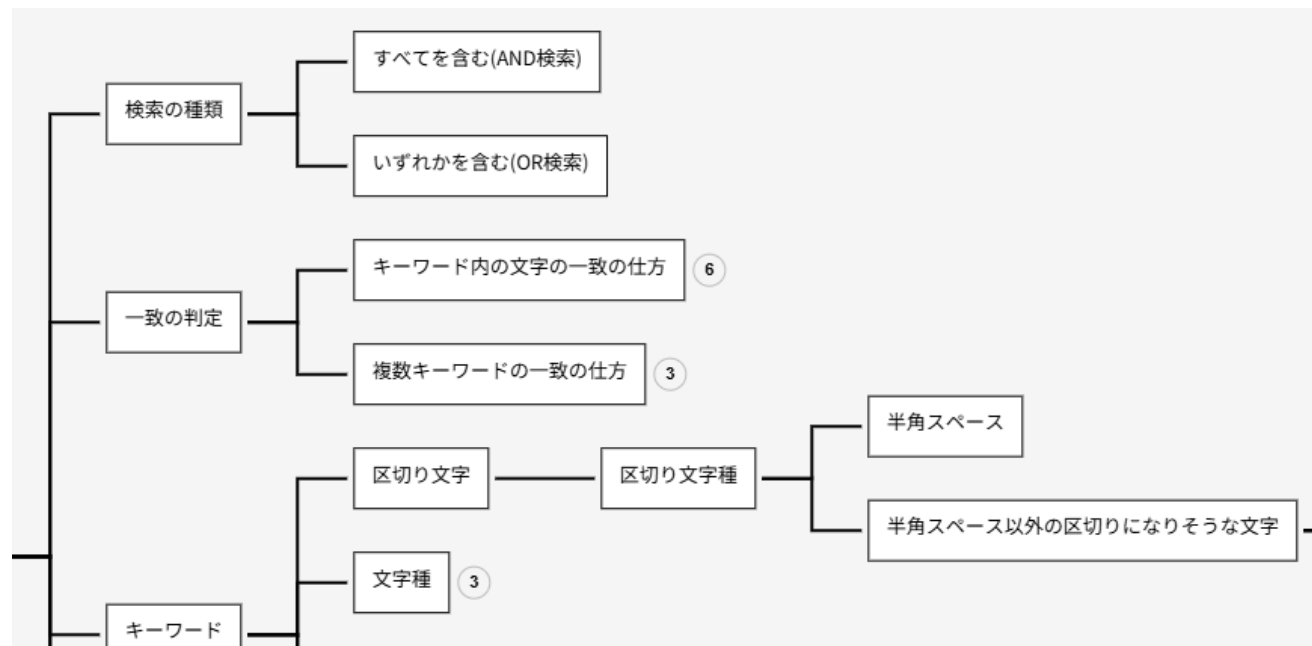 すべてを含む(AND検索)
検索の種類
いずれかを含む(OR検索)
キーワード内の文字の一致の仕方
6
一致の判定
複数キーワードの一致の仕方
3
半角スペース
区切り文字
区切り文字種
半角スペース以外の区切りになりそうな文字
文字種
3
キーワード